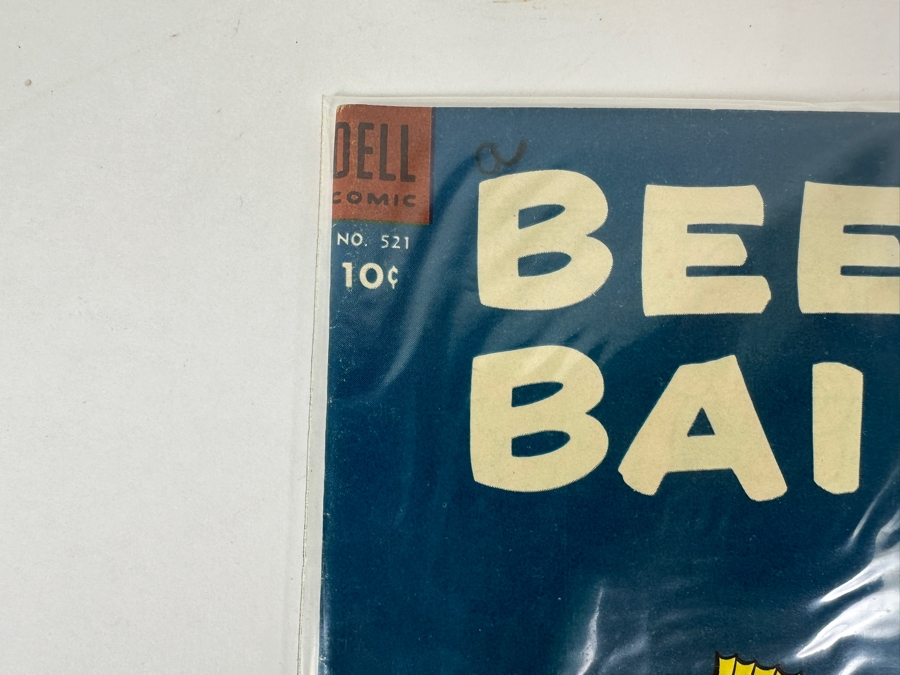 DELL
COMIC
NO. 521
10¢
a
BEE
BAI